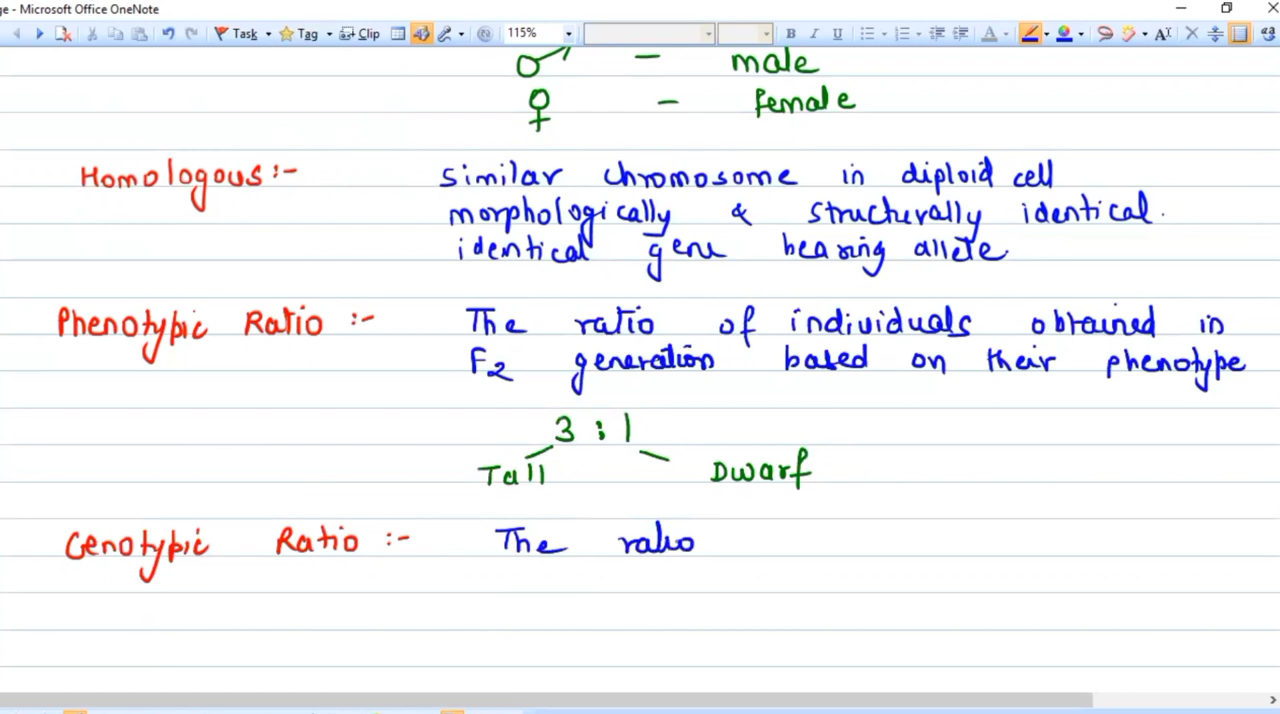 ge - Microsoft Office OneNote
Task Tag Clip 115% B I U A
male
female
Homologous :- similar chromosome in diploid cell
morphologically & structurally identical.
identical gene bearing allele
Phenotypic Ratio :- The ratio of individuals obtained in
F2 generation based on their phenotype
3 : 1
Tall Dwarf
Genotypic Ratio :- The ratio